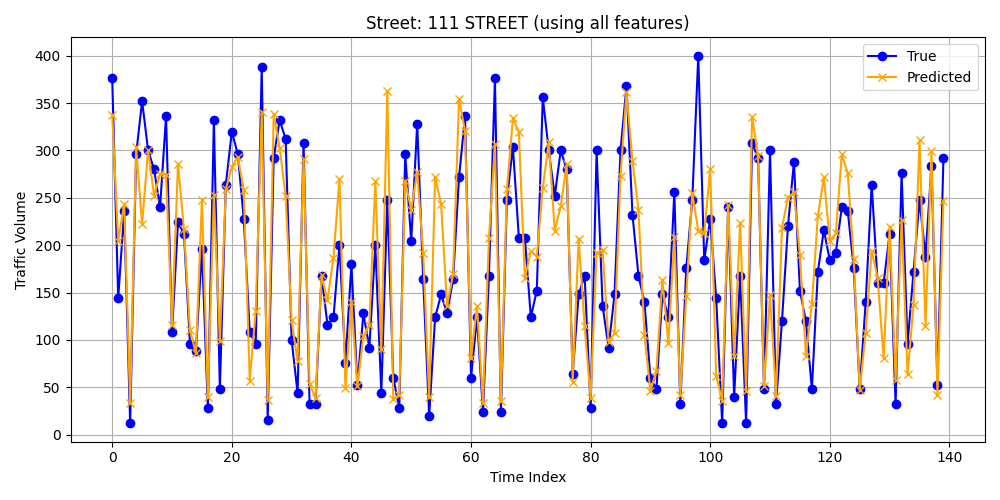 Street: 111 STREET (using all features)
True
Predicted
Traffic Volume
400
350
300
250
200
150
100
50
0
0 20 40 60 80 100 120 140
Time Index